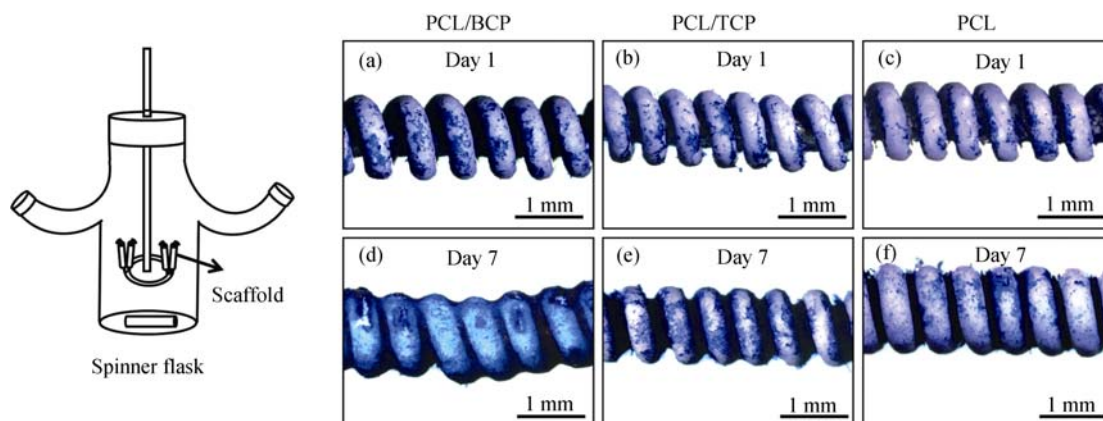 PCL/BCP
PCL/TCP
PCL
(a)
Day 1
(b)
Day 1
(c)
Day 1
1 mm
1 mm
1 mm
(d)
Day 7
(e)
Day 7
(f)
Day 7
1 mm
1 mm
1 mm
Scaffold
Spinner flask